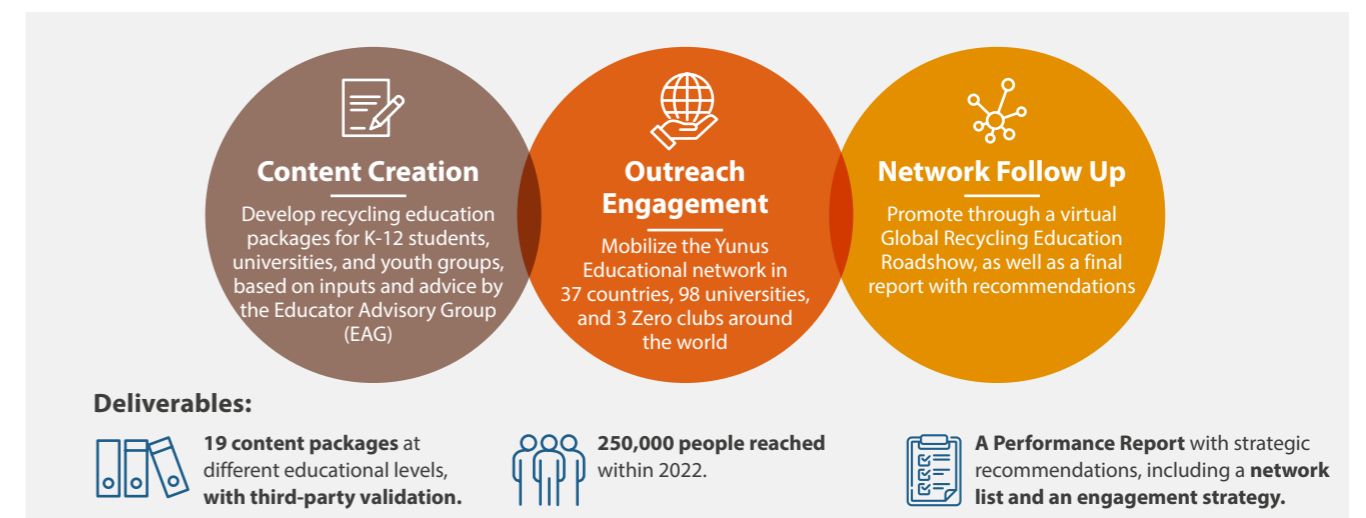 Content Creation
Develop recycling education
packages for K-12 students,
universities, and youth groups,
based on inputs and advice by
the Educator Advisory Group
(EAG)
Outreach
Engagement
Mobilize the Yunus
Educational network in
37 countries, 98 universities,
and 3 Zero clubs around
the world
Network Follow Up
Promote through a virtual
Global Recycling Education
Roadshow, as well as a final
report with recommendations
Deliverables:
19 content packages at
different educational levels,
with third-party validation.
250,000 people reached
within 2022.
A Performance Report with strategic
recommendations, including a network
list and an engagement strategy.